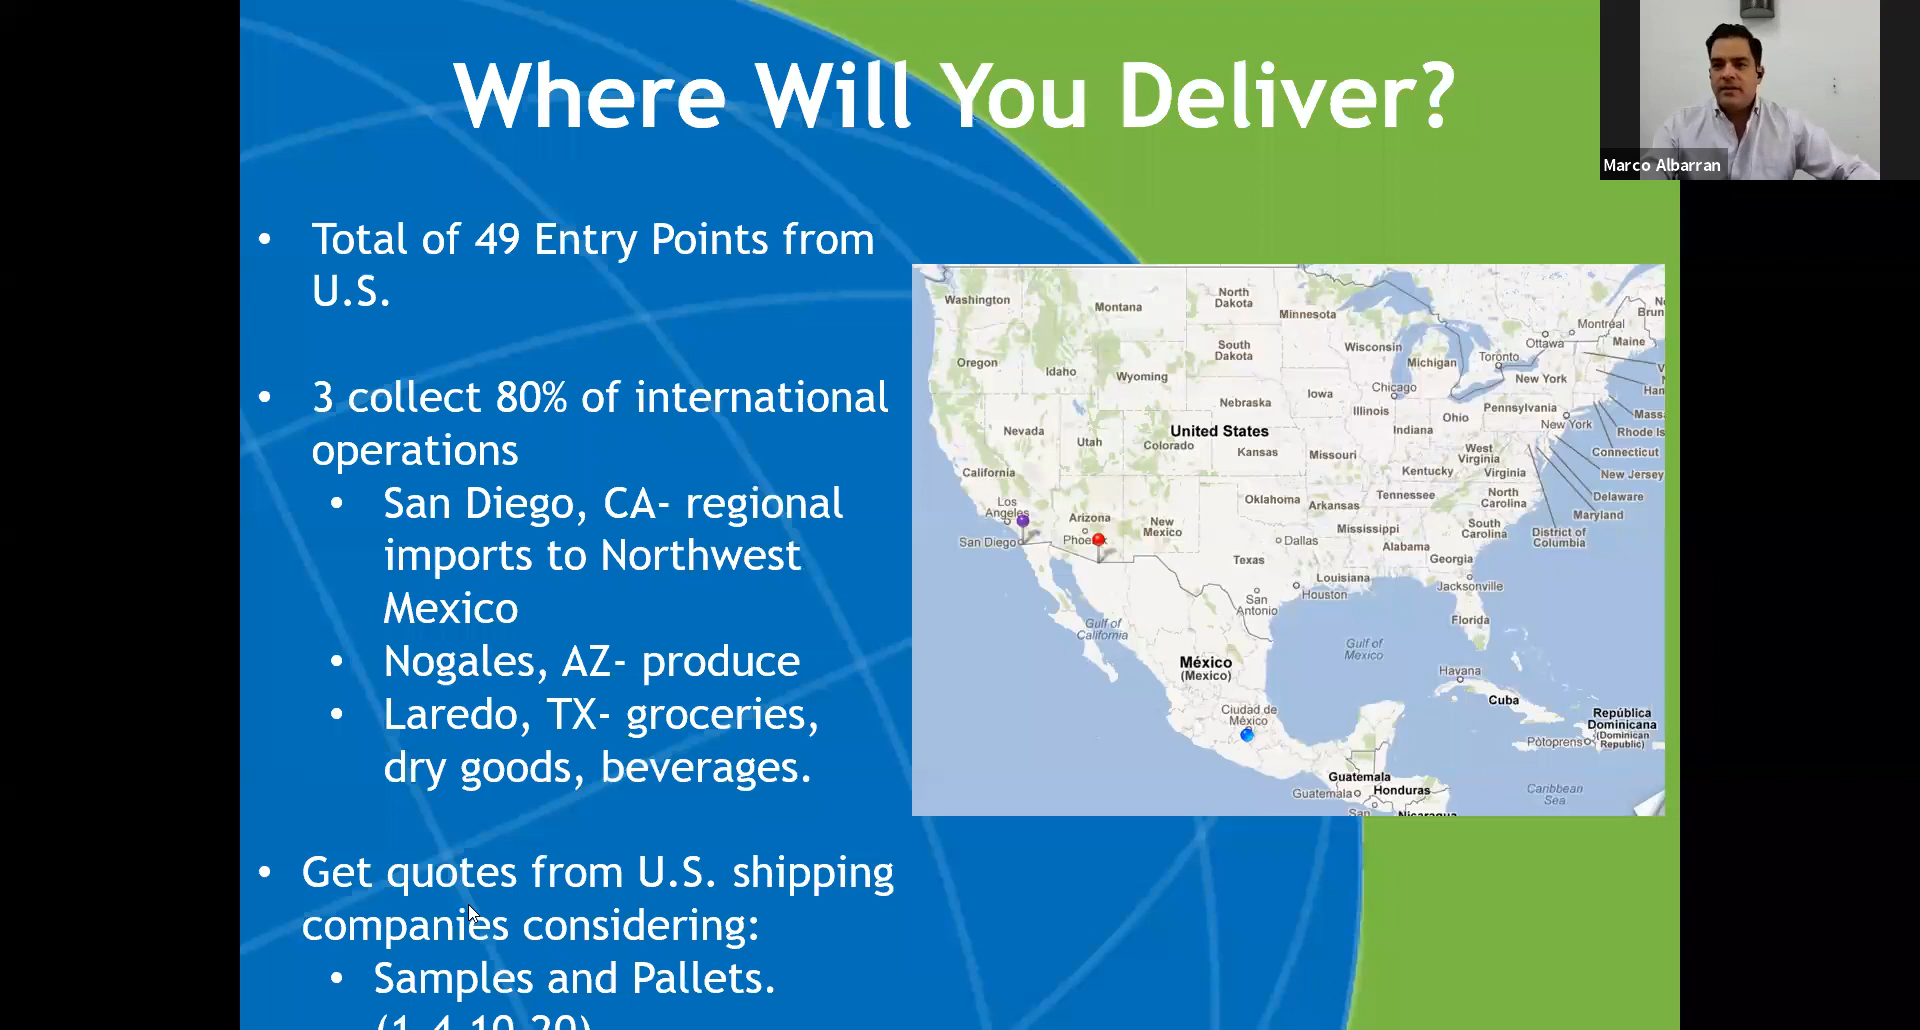 Where Will You Deliver?
Marco Albarran
• Total of 49 Entry Points from
U.S.
• 3 collect 80% of international
operations
• San Diego, CA- regional
imports to Northwest
Mexico
• Nogales, AZ- produce
• Laredo, TX- groceries,
dry goods, beverages.
• Get quotes from U.S. shipping
companies considering:
• Samples and Pallets.
(1,4,10,20)
Washington
Montana
North
Dakota
Minnesota
Montréal
Ottawa
Maine
Brun
Oregon
Idaho
Wyoming
South
Dakota
Wisconsin
Michigan
Toronto
New York
Chicago
Nebraska
Iowa
Illinois
Indiana
Ohio
Pennsylvania
New York
Mass
Rhode Is
Connecticut
New Jersey
Delaware
Maryland
District of
Columbia
Nevada
Utah
Colorado
United States
Kansas
Missouri
West
Virginia
Virginia
Kentucky
California
Los
Angeles
San Diego
Arizona
New
Mexico
Oklahoma
Arkansas
Tennessee
North
Carolina
South
Carolina
Mississippi
Alabama
Georgia
Dallas
Texas
Louisiana
Houston
San
Antonio
Jacksonville
Florida
Gulf of
California
Gulf of
Mexico
México
(Mexico)
Ciudad de
México
Havana
Cuba
República
Dominicana
(Dominican
Republic)
Potoprens
Guatemala
Guatemala
Honduras
San
Nicaragua
Caribbean
Sea